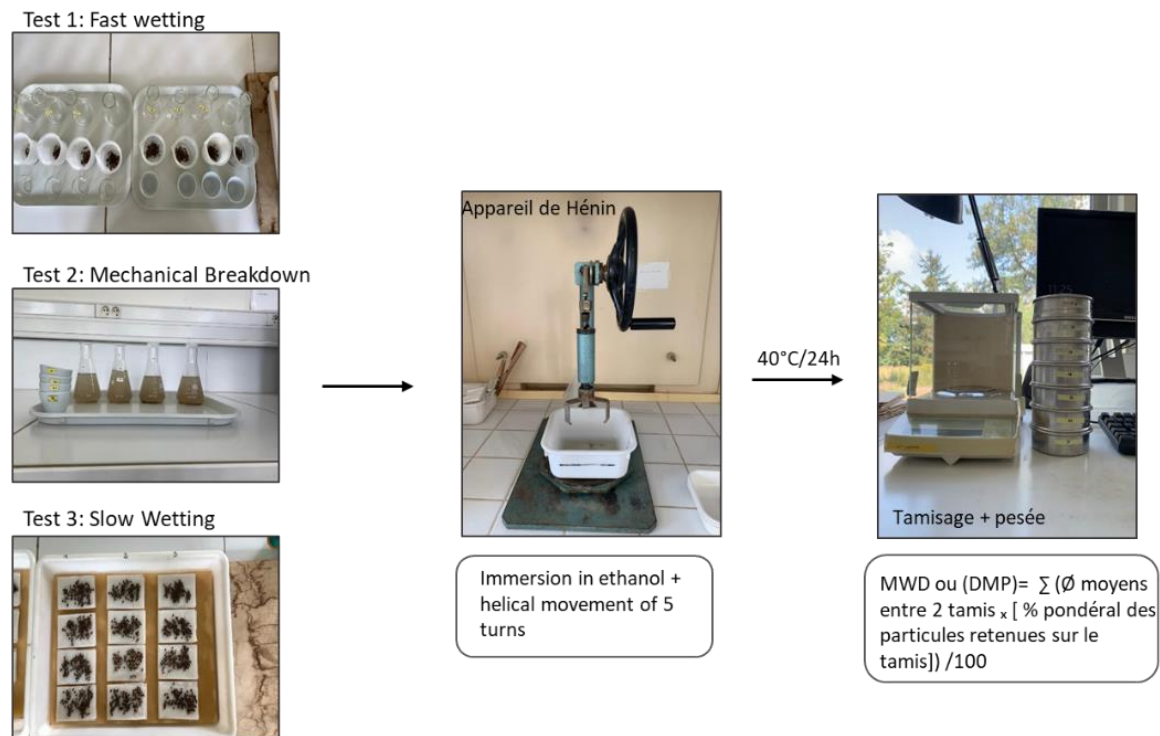 Test 1: Fast wetting
Test 2: Mechanical Breakdown
Test 3: Slow Wetting
Appareil de Hénin
Immersion in ethanol +
helical movement of 5
turns
40°C/24h
Tamisage + pesée
MWD ou (DMP)= ∑ (Ø moyens
entre 2 tamis x [ % pondéral des
particules retenues sur le
tamis]) /100